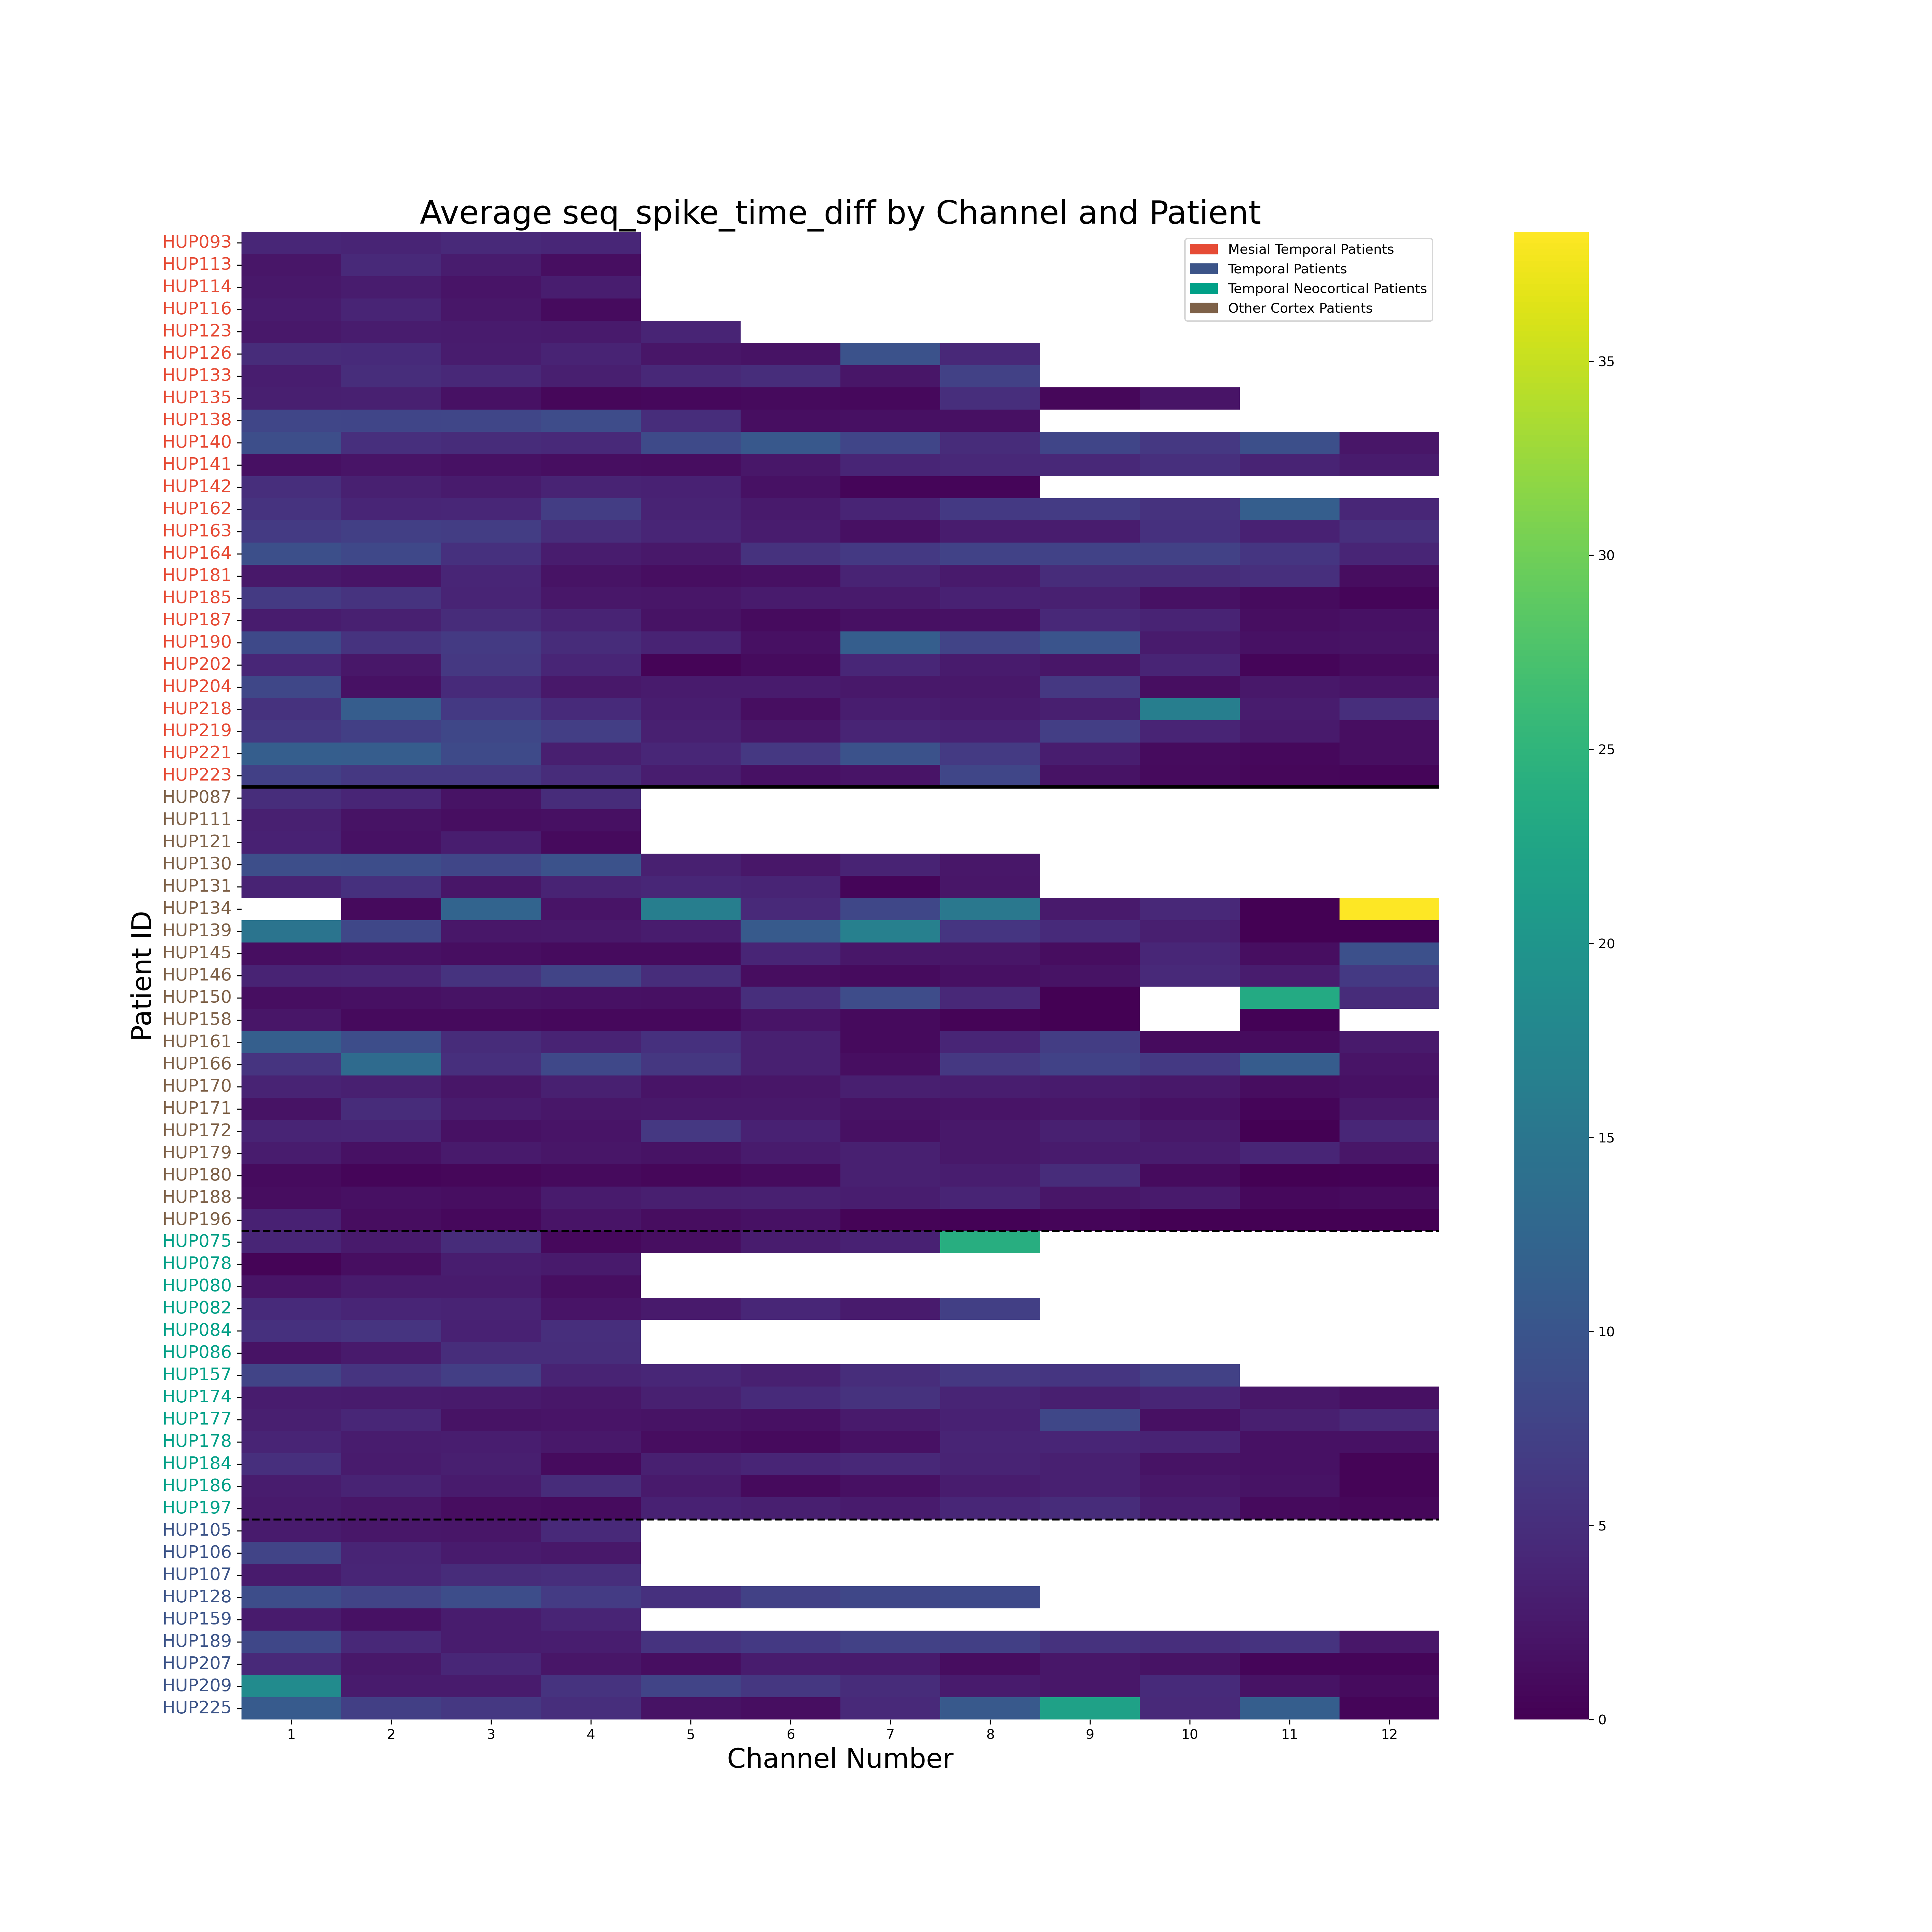 Average seq_spike_time_diff by Channel and Patient
Mesial Temporal Patients
Temporal Patients
Temporal Neocortical Patients
Other Cortex Patients
Patient ID
HUP093
HUP113
HUP114
HUP116
HUP123
HUP126
HUP133
HUP135
HUP138
HUP140
HUP141
HUP142
HUP162
HUP163
HUP164
HUP181
HUP185
HUP187
HUP190
HUP202
HUP204
HUP218
HUP219
HUP221
HUP223
HUP087
HUP111
HUP121
HUP130
HUP131
HUP134
HUP139
HUP145
HUP146
HUP150
HUP158
HUP161
HUP166
HUP170
HUP171
HUP172
HUP179
HUP180
HUP188
HUP196
HUP075
HUP078
HUP080
HUP082
HUP084
HUP086
HUP157
HUP174
HUP177
HUP178
HUP184
HUP186
HUP197
HUP105
HUP106
HUP107
HUP128
HUP159
HUP189
HUP207
HUP209
HUP225
1 2 3 4 5 6 7 8 9 10 11 12
Channel Number
35
30
25
20
15
10
5
0